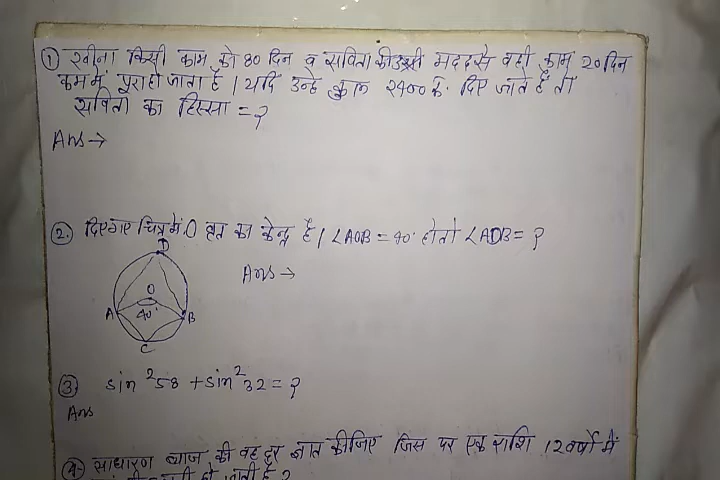 ① रवीना किसी काम को 80 दिन व सविता की मदद से वही काम 20 दिन
कम में पूरा हो जाता है। यदि उन्हे कुल 2400 रु. दिए जाते है तो
सविता का हिस्सा = ?
Ans →
② दिए गए चित्र में O वृत का केन्द्र है। ∠AOB = 40° हो तो ∠ADB = ?
D
Ans →
O
A 40° B
C
③ sin²58 + sin²32 = ?
Ans
④ साधारण ब्याज की वह दर ज्ञात कीजिए जिस पर एक राशि 12 वर्षो में
हो जाती है ?